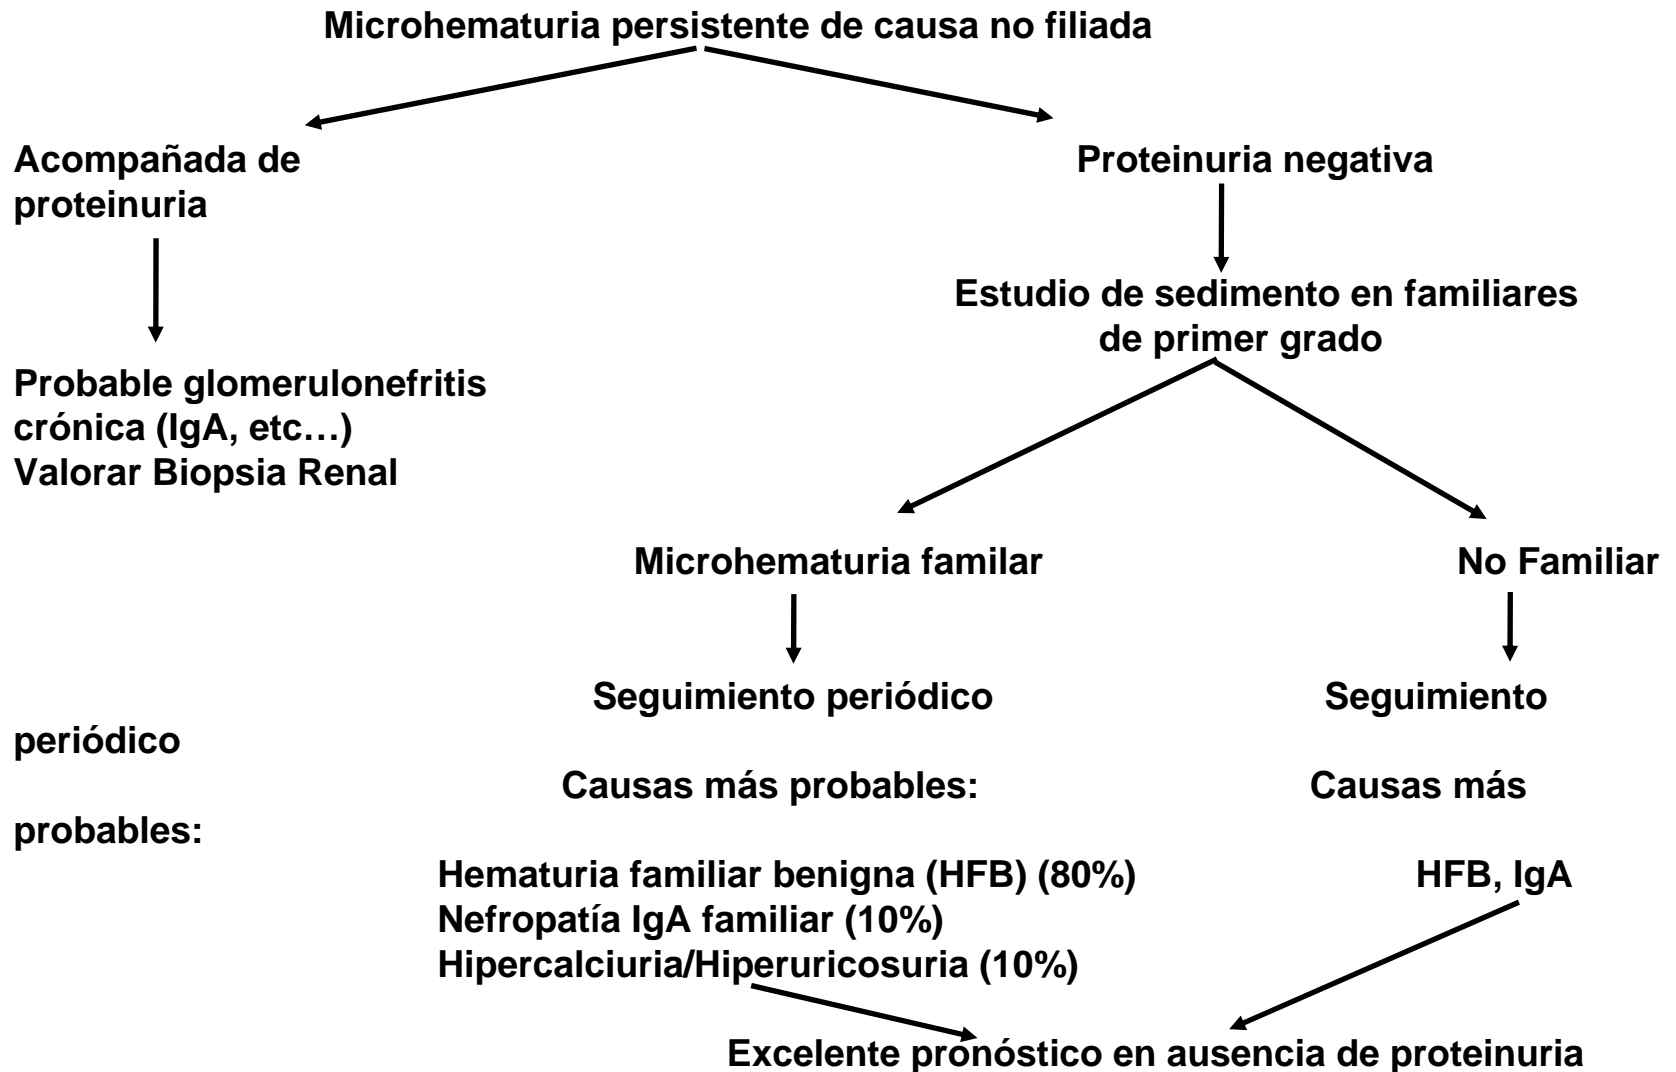 Microhematuria persistente de causa no filiada
Acompañada de
proteinuria
Proteinuria negativa
Estudio de sedimento en familiares
de primer grado
Probable glomerulonefritis
crónica (IgA, etc…)
Valorar Biopsia Renal
Microhematuria familar
No Familiar
Seguimiento periódico
Seguimiento
periódico
Causas más probables:
Causas más
probables:
Hematuria familiar benigna (HFB) (80%)
HFB, IgA
Nefropatía IgA familiar (10%)
Hipercalciuria/Hiperuricosuria (10%)
Excelente pronóstico en ausencia de proteinuria